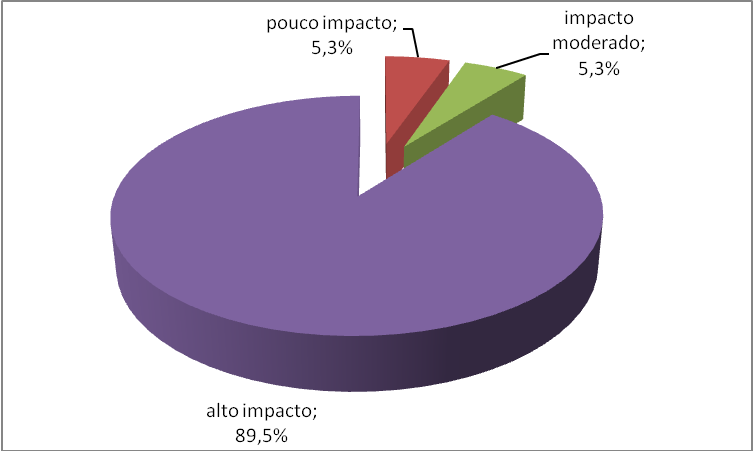 pouco impacto;
5,3%
impacto
moderado;
5,3%
alto impacto;
89,5%